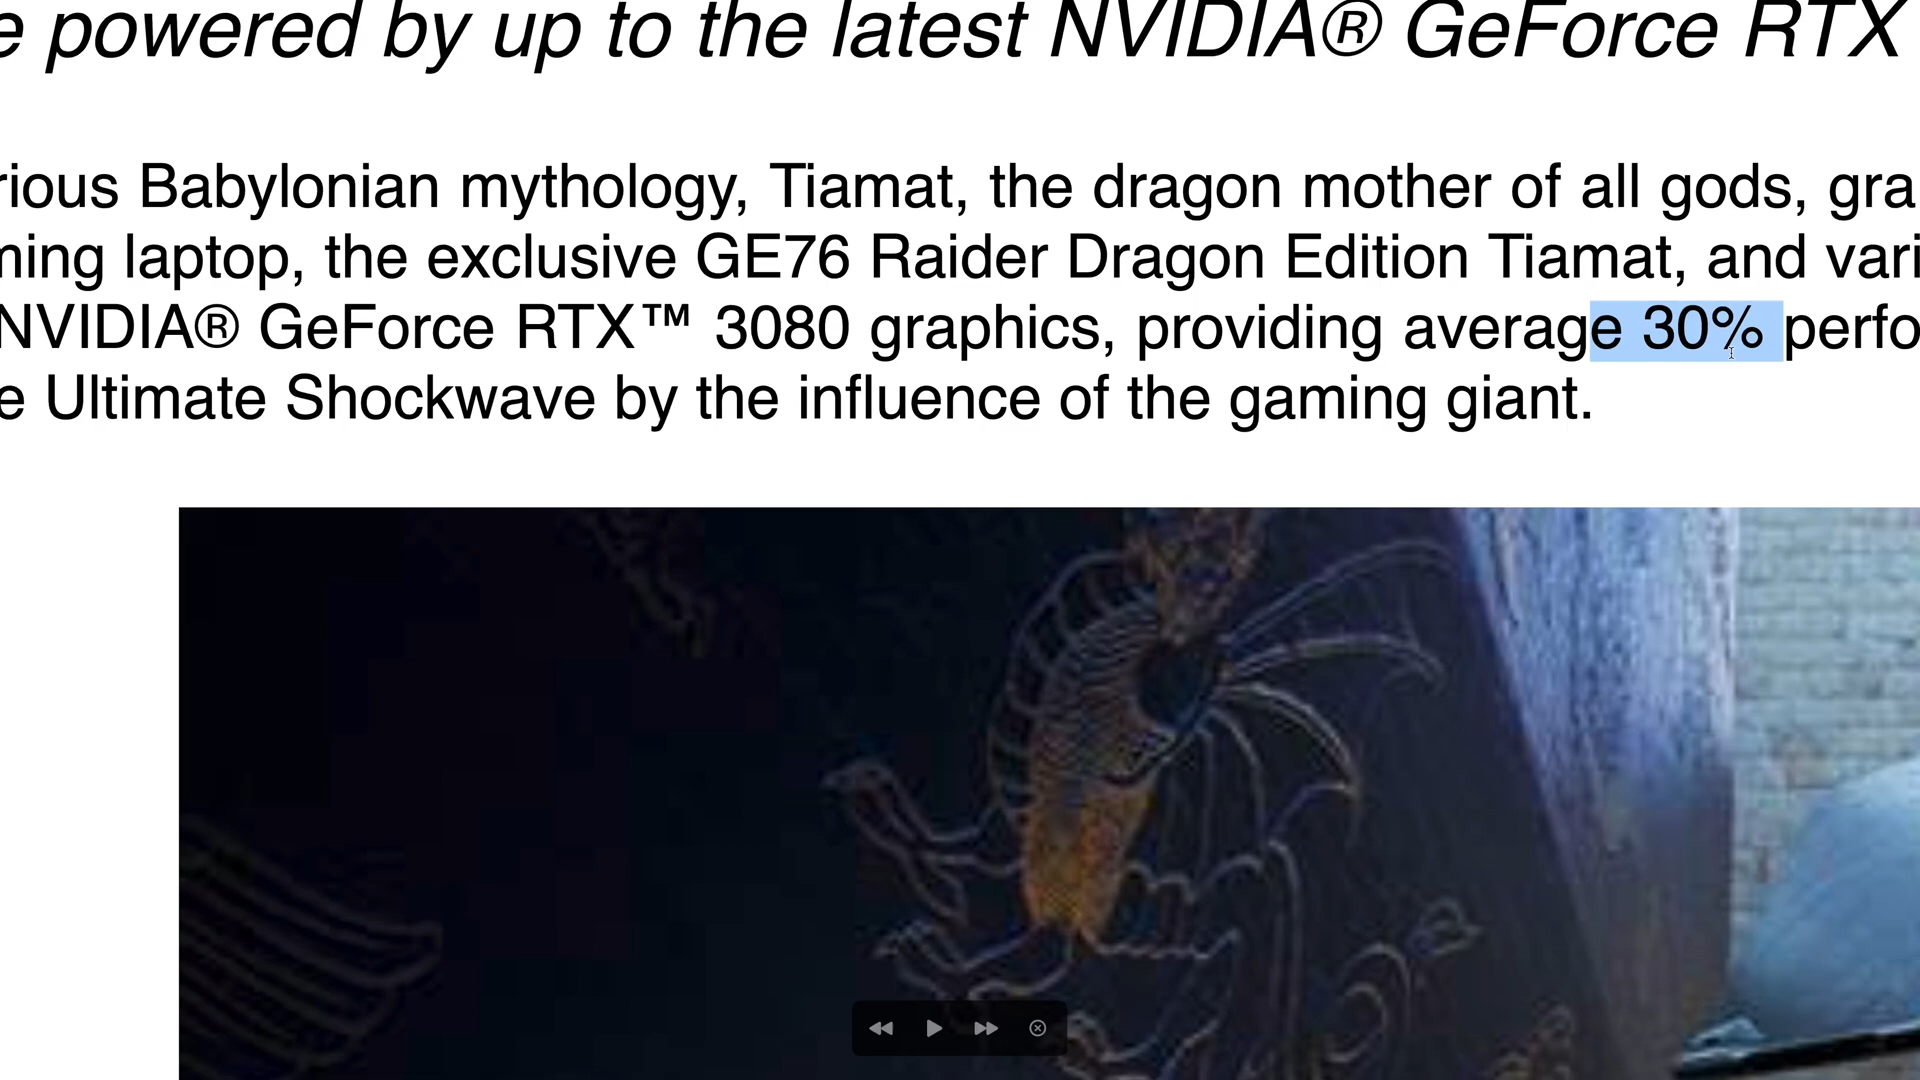 e powered by up to the latest NVIDIA® GeForce RTX
rious Babylonian mythology, Tiamat, the dragon mother of all gods, gra
ming laptop, the exclusive GE76 Raider Dragon Edition Tiamat, and vari
NVIDIA® GeForce RTX™ 3080 graphics, providing average 30% perfo
e Ultimate Shockwave by the influence of the gaming giant.